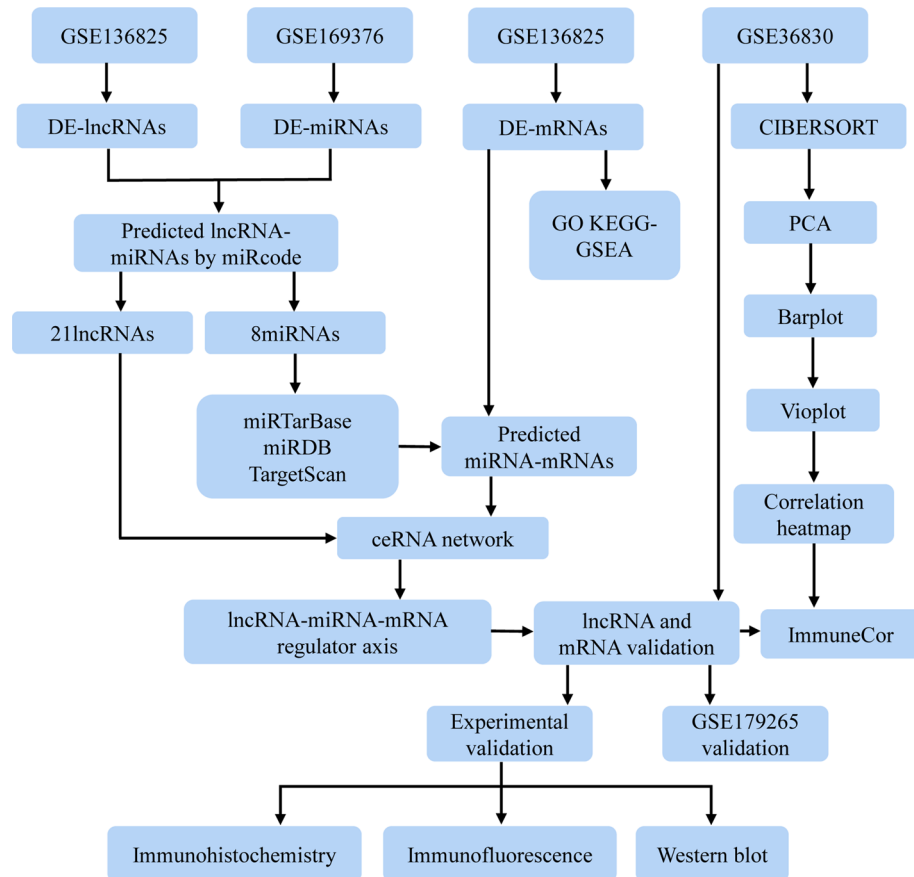 GSE136825
GSE169376
GSE136825
GSE36830
DE-lncRNAs
DE-miRNAs
DE-mRNAs
CIBERSORT
Predicted lncRNA-
miRNAs by miRcode
GO KEGG-
GSEA
PCA
21lncRNAs
8miRNAs
Barplot
miRTarBase
miRDB
TargetScan
Predicted
miRNA-mRNAs
Vioplot
Correlation
heatmap
ceRNA network
lncRNA-miRNA-mRNA
regulator axis
lncRNA and
mRNA validation
ImmuneCor
Experimental
validation
GSE179265
validation
Immunohistochemistry
Immunofluorescence
Western blot